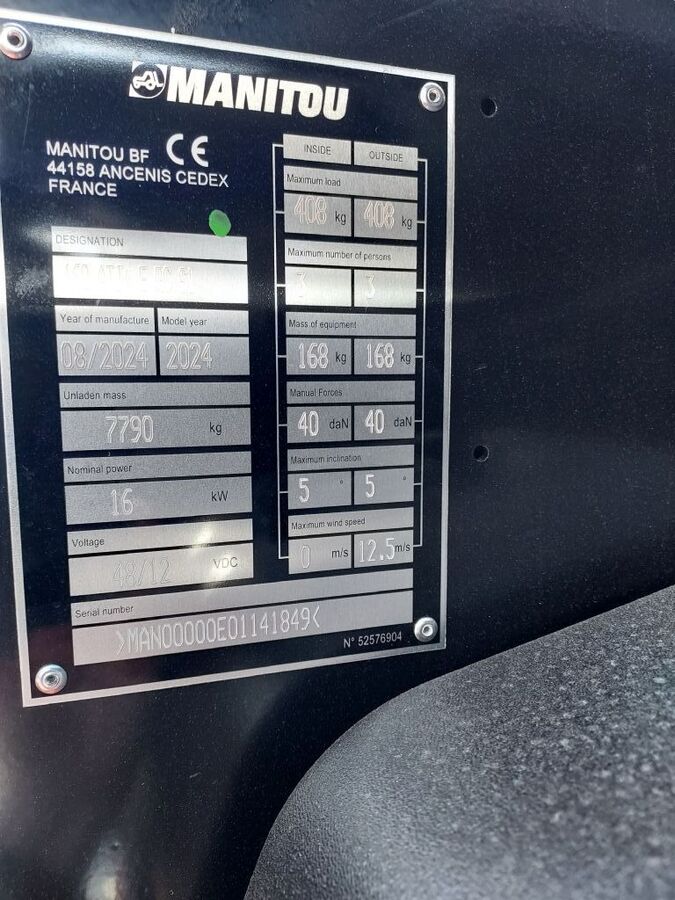 MANITOU
MANITOU BF CE
44158 ANCENIS CEDEX
FRANCE
DESIGNATION
Year of manufacture Model year
08/2024 2024
Unladen mass
7790 kg
Nominal power
16 kW
Voltage
48/12 VDC
Serial number
>MAN00000E01141849<
N° 52576904
INSIDE OUTSIDE
Maximum load
408 kg 408 kg
Maximum number of persons
3 3
Mass of equipment
168 kg 168 kg
Manual Forces
40 daN 40 daN
Maximum inclination
5 ° 5 °
Maximum wind speed
0 m/s 12.5 m/s